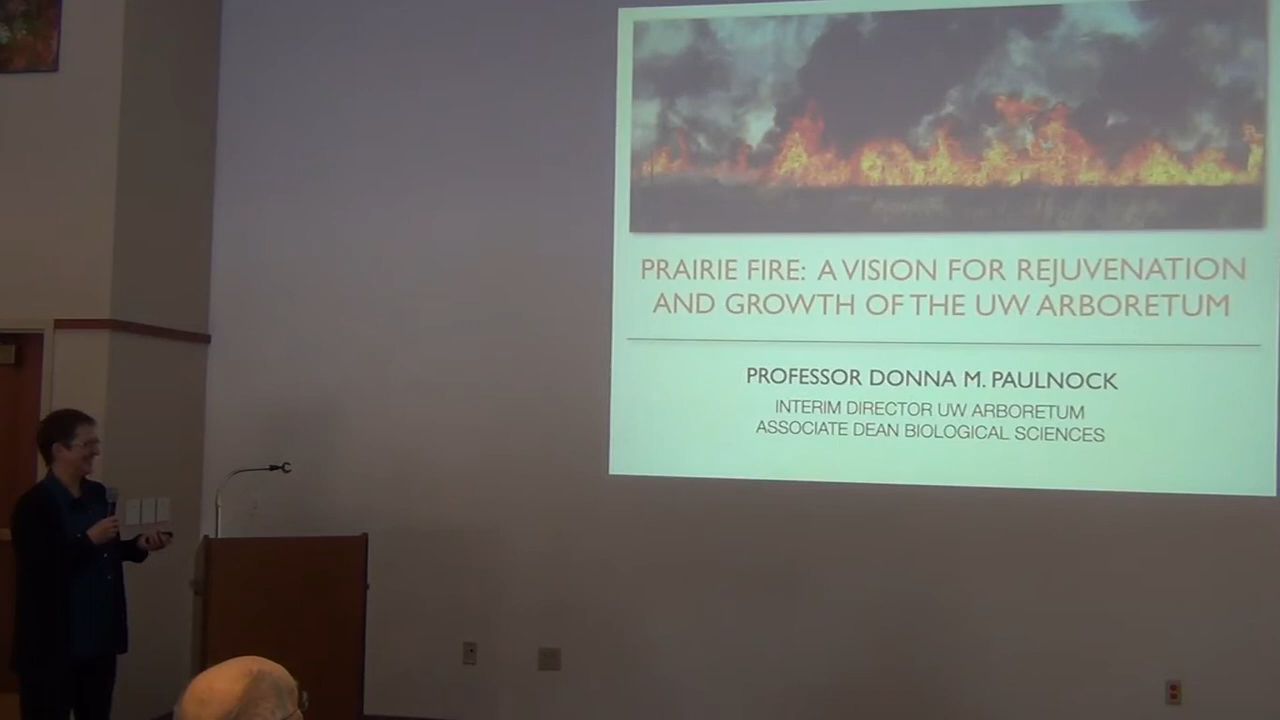 PRAIRIE FIRE: A VISION FOR REJUVENATION
AND GROWTH OF THE UW ARBORETUM
PROFESSOR DONNA M. PAULNOCK
INTERIM DIRECTOR UW ARBORETUM
ASSOCIATE DEAN BIOLOGICAL SCIENCES